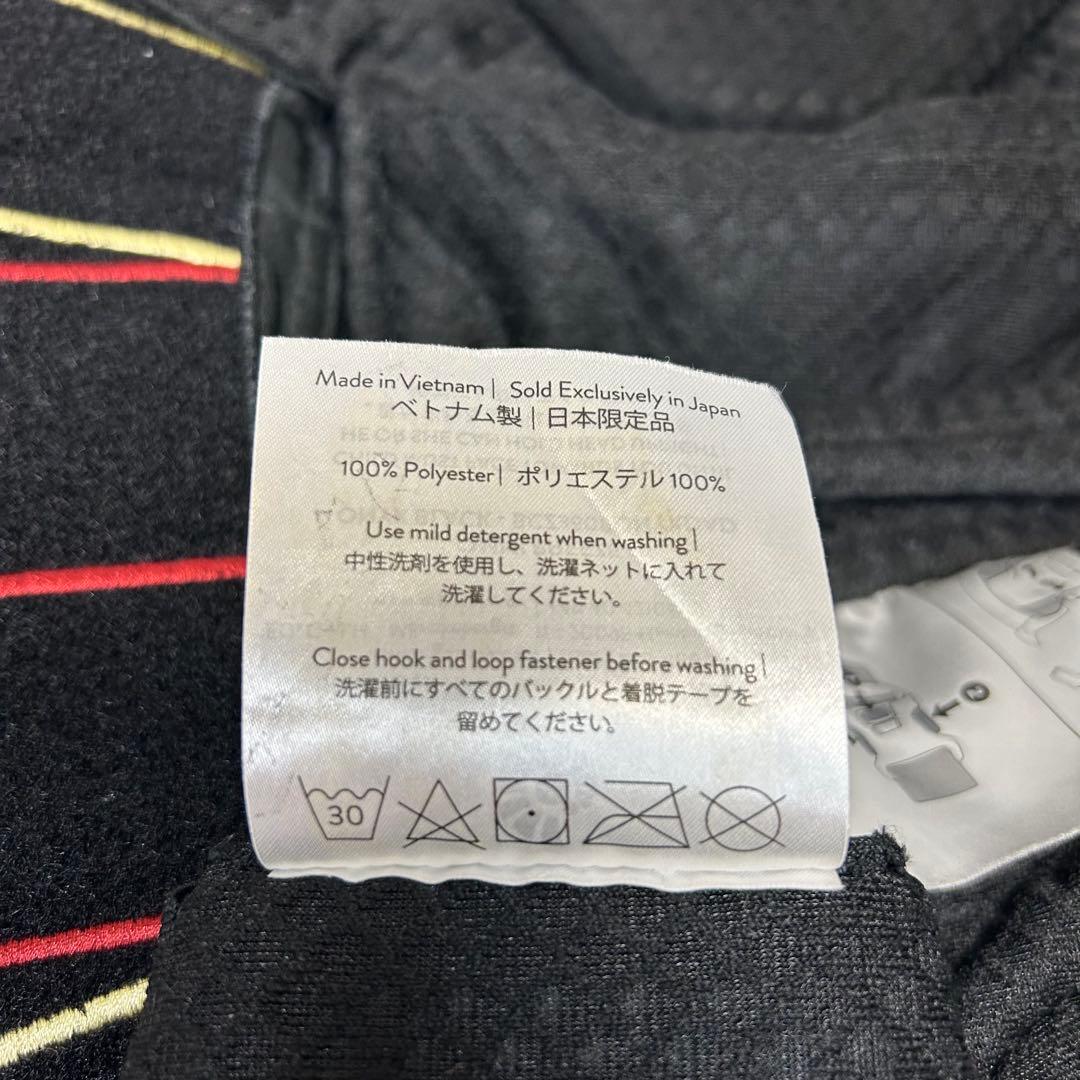 Made in Vietnam | Sold Exclusively in Japan
ベトナム製 | 日本限定品
100% Polyester | ポリエステル 100%
Use mild detergent when washing |
中性洗剤を使用し、洗濯ネットに入れて
洗濯してください。
Close hook and loop fastener before washing |
洗濯前にすべてのバックルと着脱テープを
留めてください。
30